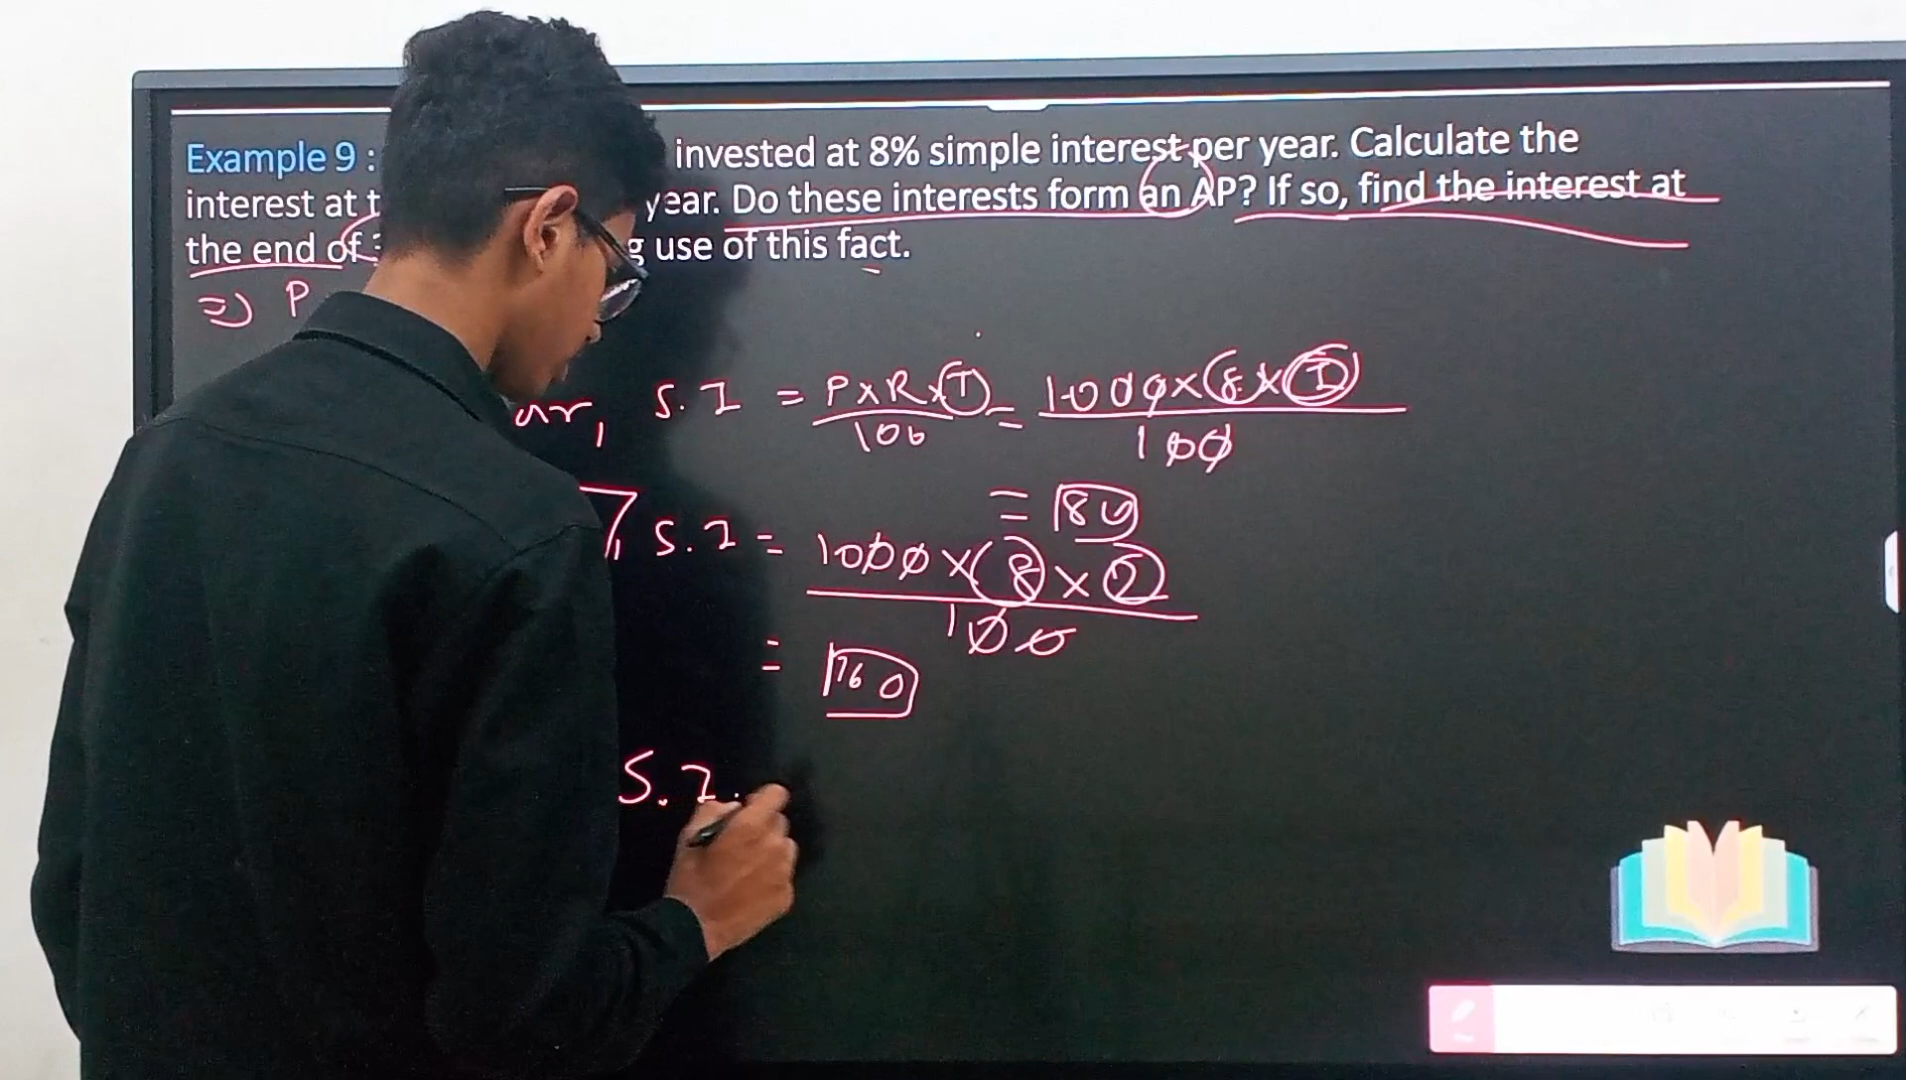 Example 9 : invested at 8% simple interest per year. Calculate the
interest at t year. Do these interests form an AP? If so, find the interest at
the end of 3 g use of this fact.
=) P
ar, S.I = P×R×T/100 = 1000×8×1/100
= 80
S.I = 1000×8×2/100
= 160
S.I.